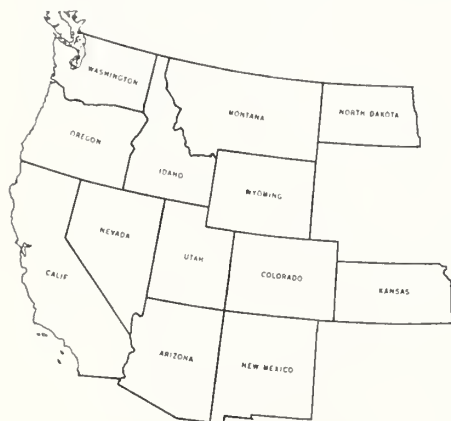 WASHINGTON
MONTANA
NORTH DAKOTA
OREGON
IDAHO
WYOMING
NEVADA
UTAH
COLORADO
CALIF
KANSAS
ARIZONA
NEW MEXICO